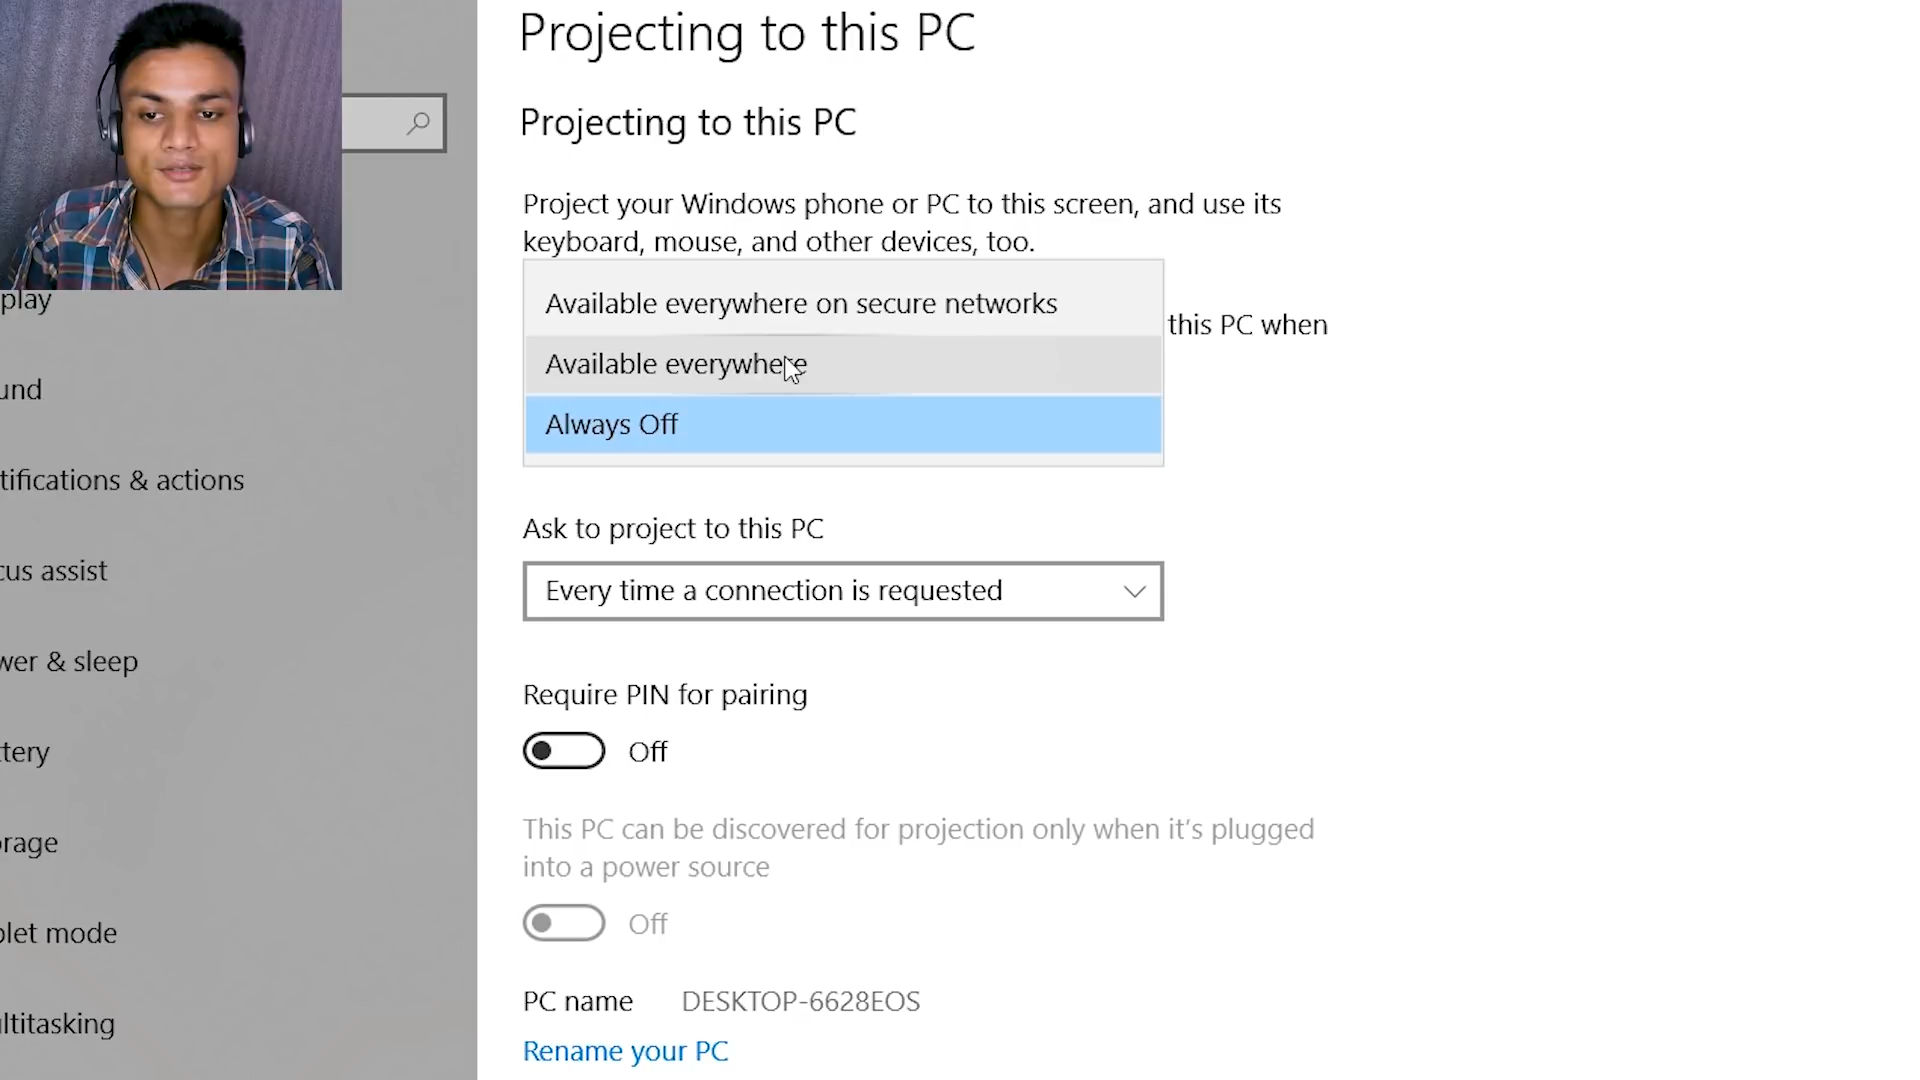 Projecting to this PC
Projecting to this PC
Project your Windows phone or PC to this screen, and use its
keyboard, mouse, and other devices, too.
this PC when
Available everywhere on secure networks
Available everywhere
Always Off
Ask to project to this PC
Every time a connection is requested
Require PIN for pairing
Off
This PC can be discovered for projection only when it's plugged
into a power source
Off
PC name DESKTOP-6628EOS
Rename your PC
play
und
tifications & actions
cus assist
wer & sleep
ttery
orage
blet mode
ultitasking